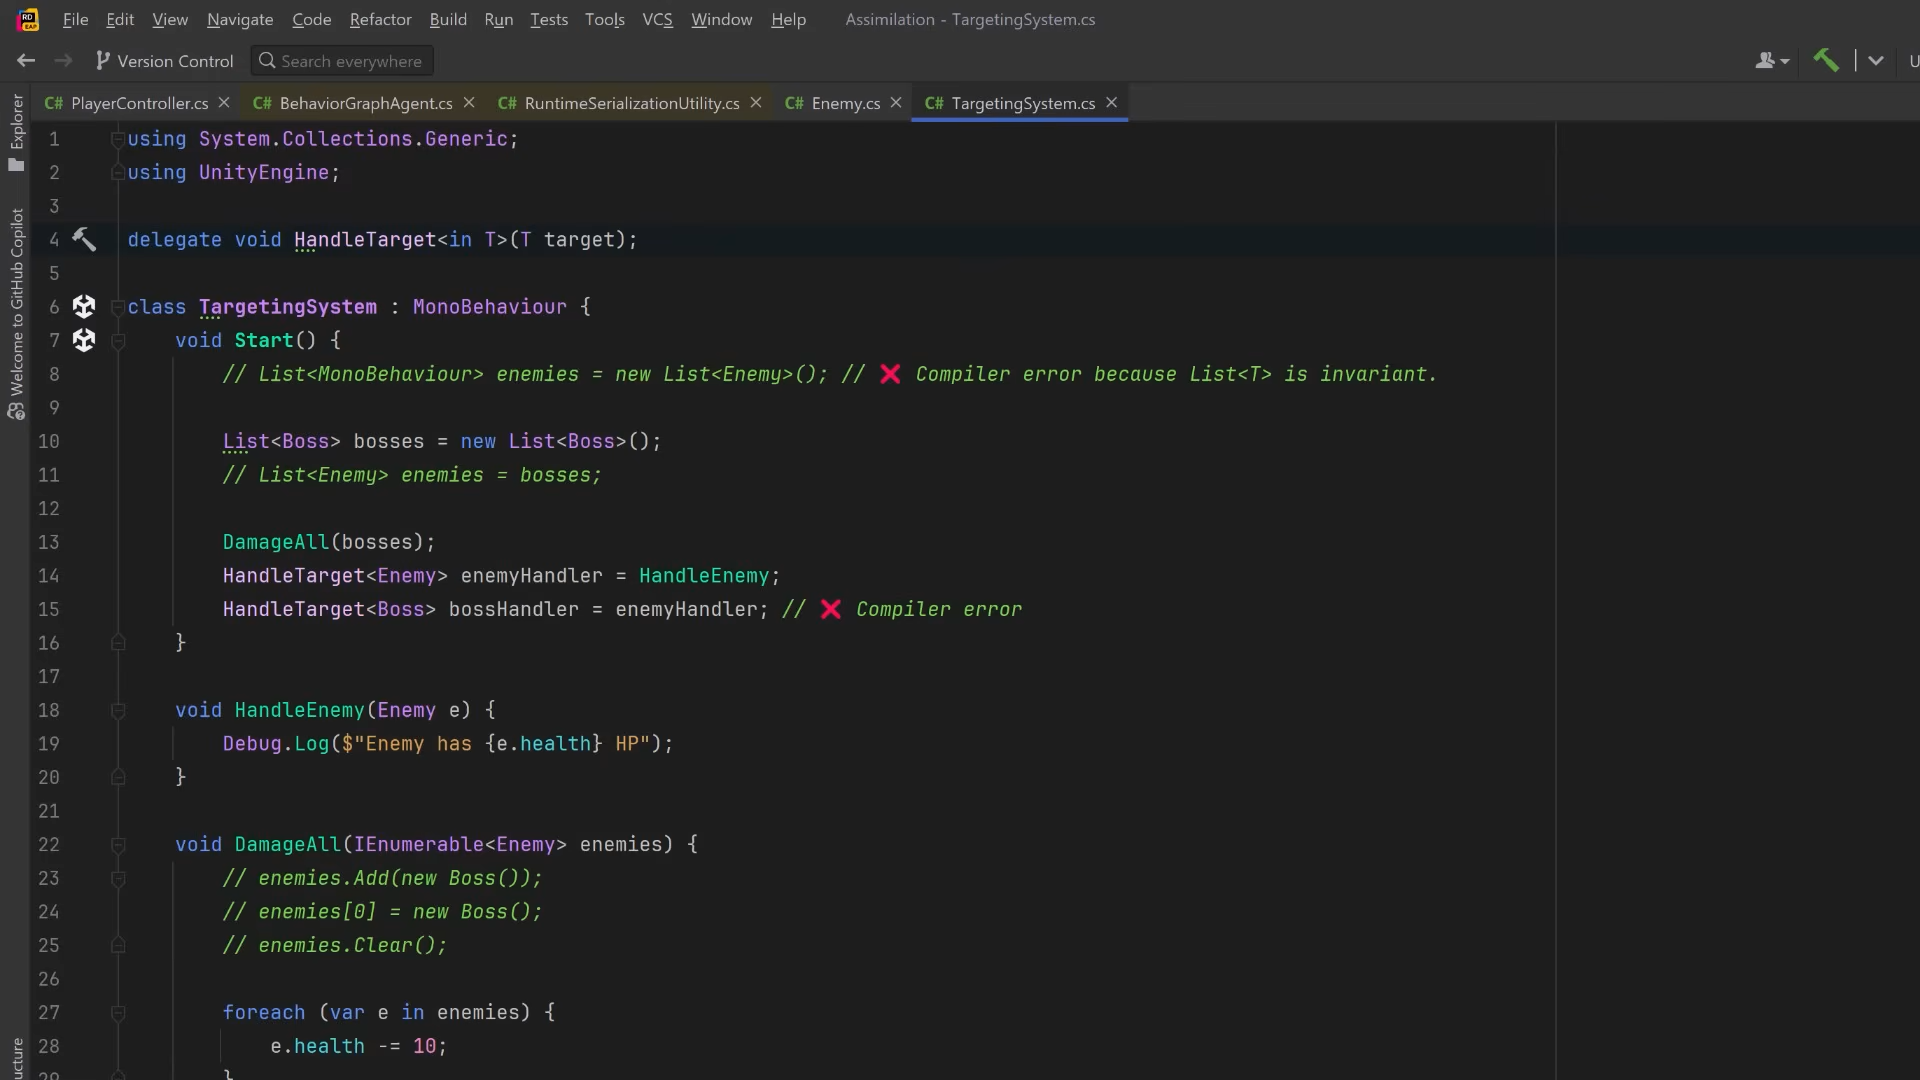 File Edit View Navigate Code Refactor Build Run Tests Tools VCS Window Help Assimilation - TargetingSystem.cs
Version Control Search everywhere
C# PlayerController.cs C# BehaviorGraphAgent.cs C# RuntimeSerializationUtility.cs C# Enemy.cs C# TargetingSystem.cs
Explorer
Welcome to GitHub Copilot
ucture
1 using System.Collections.Generic;
2 using UnityEngine;
3
4 delegate void HandleTarget<in T>(T target);
5
6 class TargetingSystem : MonoBehaviour {
7 void Start() {
8 // List<MonoBehaviour> enemies = new List<Enemy>(); // ❌ Compiler error because List<T> is invariant.
9
10 List<Boss> bosses = new List<Boss>();
11 // List<Enemy> enemies = bosses;
12
13 DamageAll(bosses);
14 HandleTarget<Enemy> enemyHandler = HandleEnemy;
15 HandleTarget<Boss> bossHandler = enemyHandler; // ❌ Compiler error
16 }
17
18 void HandleEnemy(Enemy e) {
19 Debug.Log($"Enemy has {e.health} HP");
20 }
21
22 void DamageAll(IEnumerable<Enemy> enemies) {
23 // enemies.Add(new Boss());
24 // enemies[0] = new Boss();
25 // enemies.Clear();
26
27 foreach (var e in enemies) {
28 e.health -= 10;
29 }